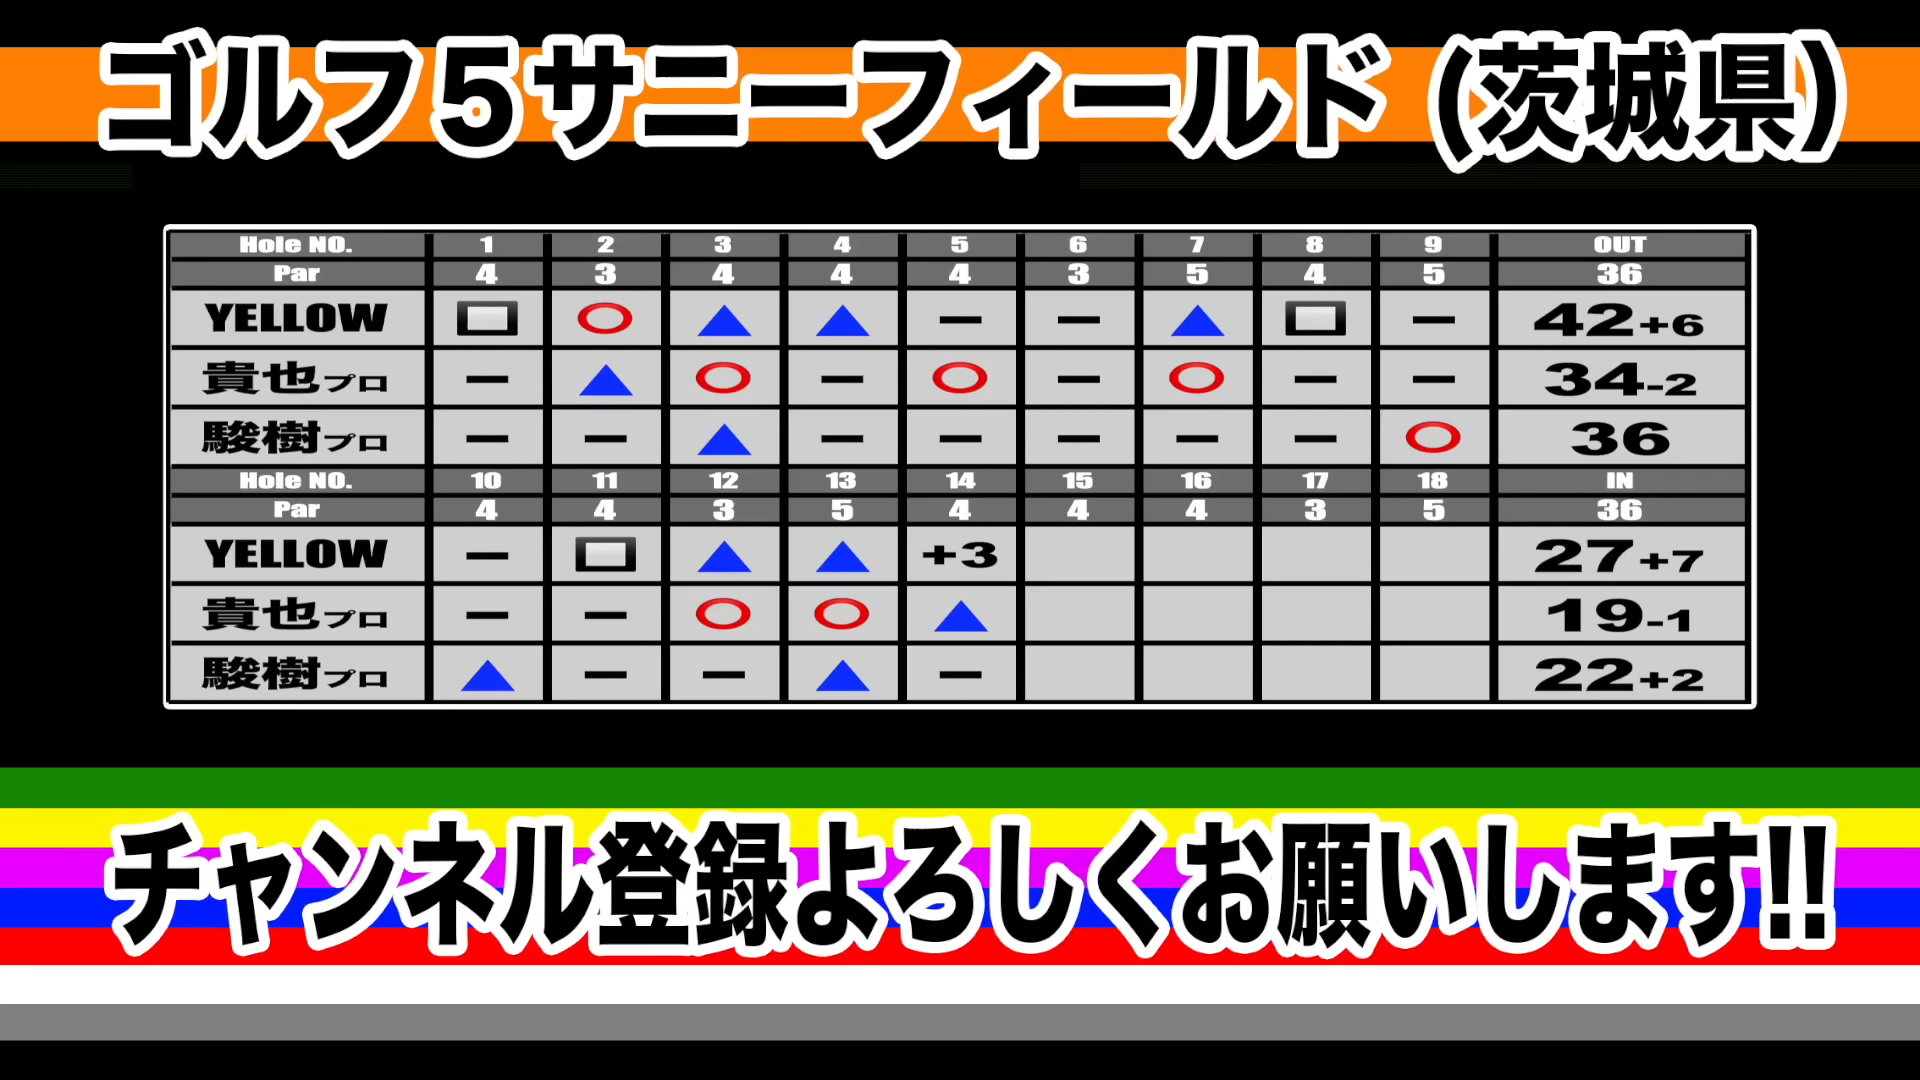 ゴルフ5サニーフィールド(茨城県)
Hole NO. 1 2 3 4 5 6 7 8 9 OUT
Par 4 3 4 4 4 3 5 4 5 36
YELLOW □ ○ ▲ ▲ — — ▲ □ — 42+6
貴也プロ — ▲ ○ — ○ — ○ — — 34-2
駿樹プロ — — ▲ — — — — — ○ 36
Hole NO. 10 11 12 13 14 15 16 17 18 IN
Par 4 4 3 5 4 4 4 3 5 36
YELLOW — □ ▲ ▲ +3 27+7
貴也プロ — — ○ ○ ▲ 19-1
駿樹プロ ▲ — — ▲ — 22+2
チャンネル登録よろしくお願いします!!